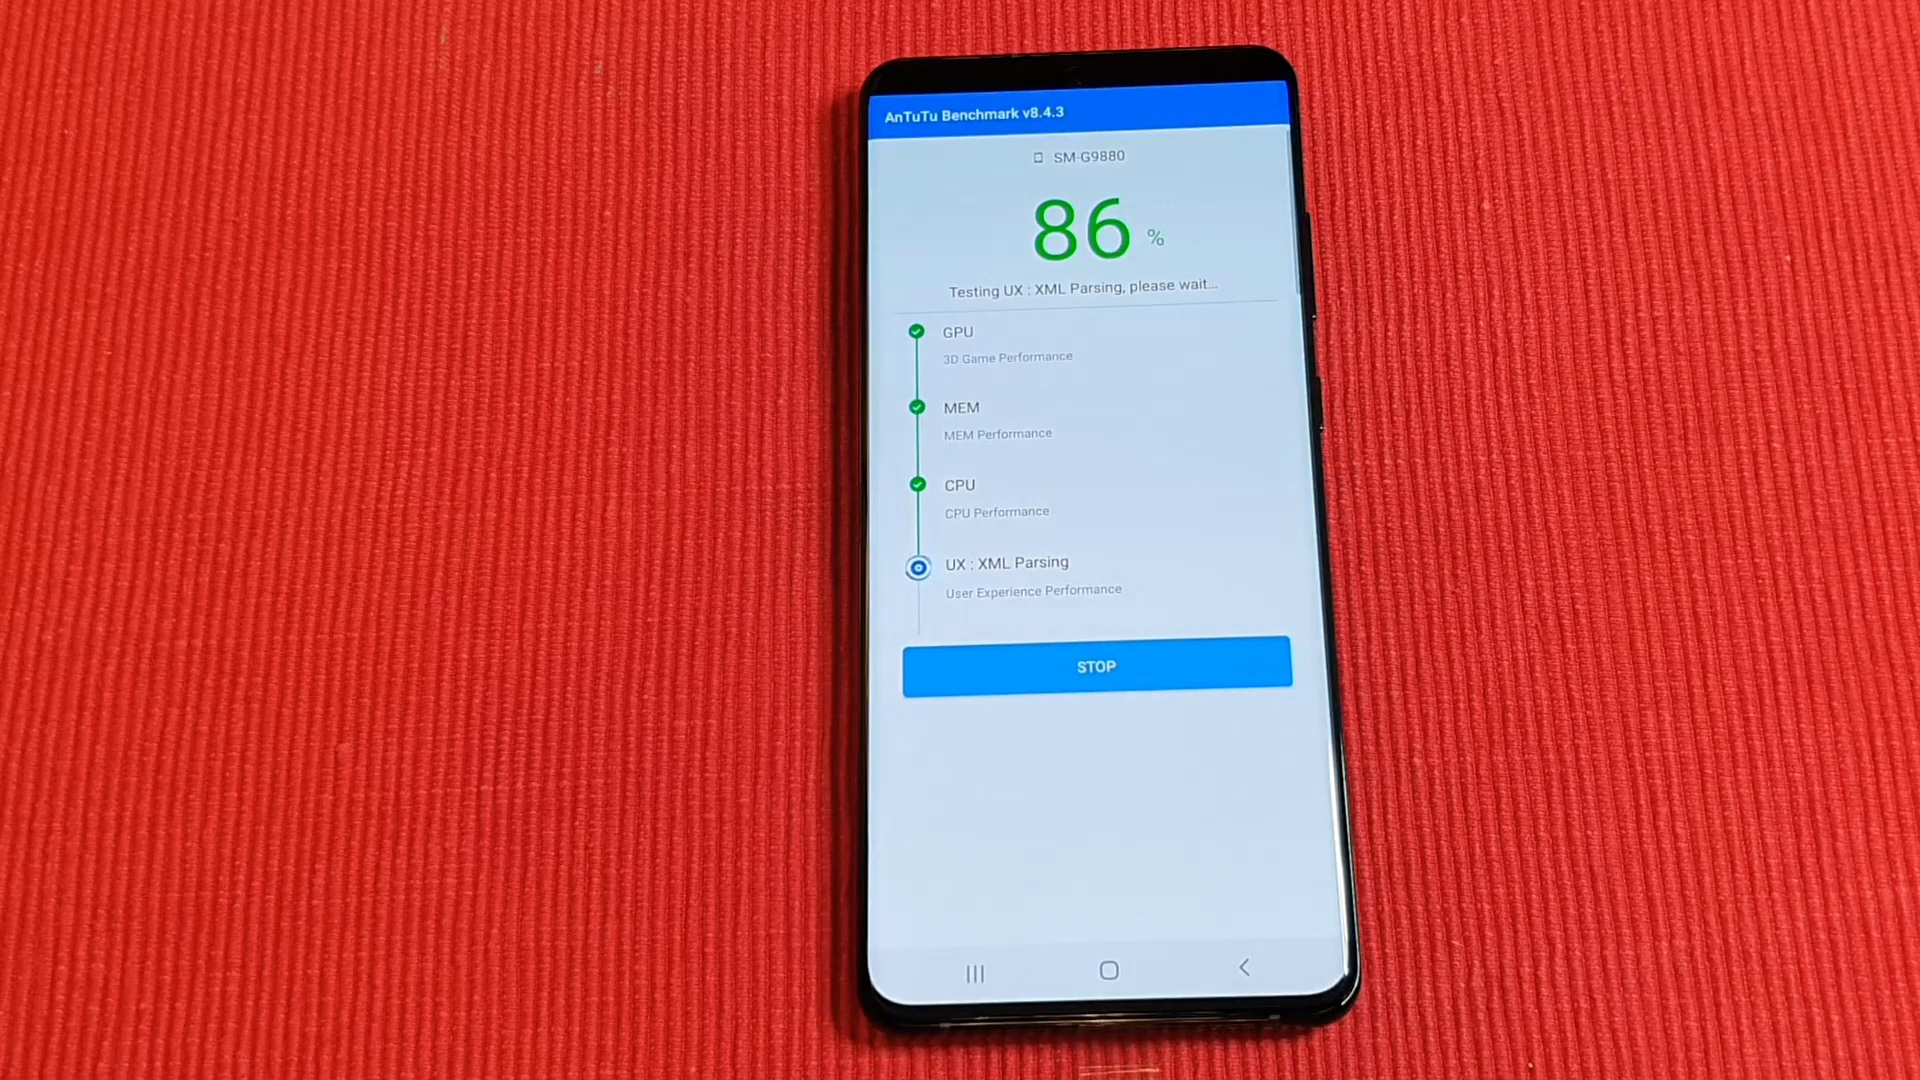 AnTuTu Benchmark v8.4.3
SM-G9880
86 %
Testing UX : XML Parsing, please wait...
GPU
3D Game Performance
MEM
MEM Performance
CPU
CPU Performance
UX : XML Parsing
User Experience Performance
STOP